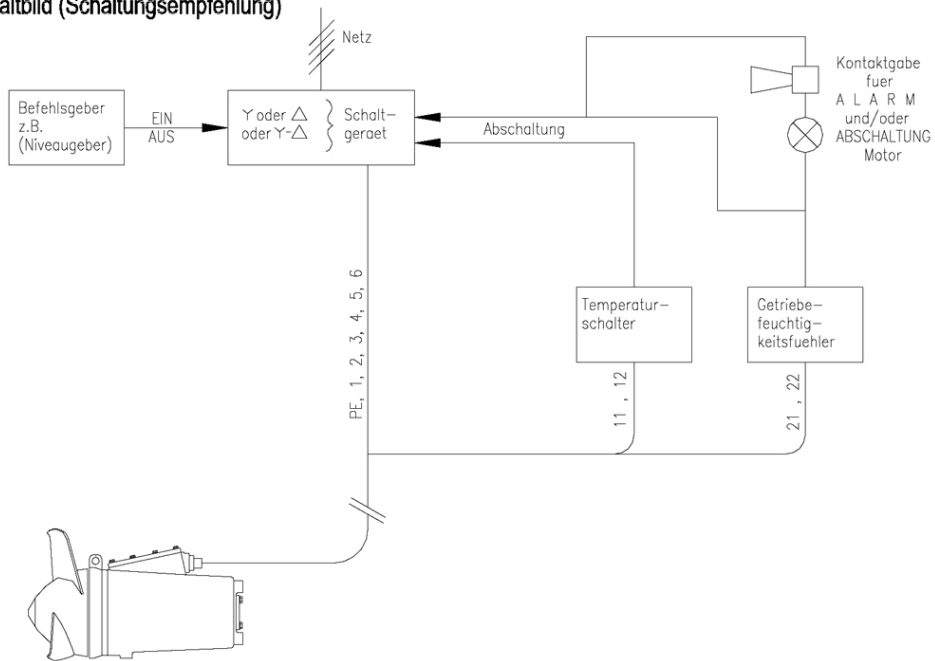 altbild (Schaltungsempfehlung)
Netz
Befehlsgeber
z.B.
(Niveaugeber)
EIN
AUS
Y oder △
oder Y-△
Schalt-
geraet
Abschaltung
Kontaktgabe
fuer
A L A R M
und/oder
ABSCHALTUNG
Motor
PE, 1, 2, 3, 4, 5, 6
Temperatur-
schalter
Getriebe-
feuchtig-
keitsfuehler
11 , 12
21 , 22